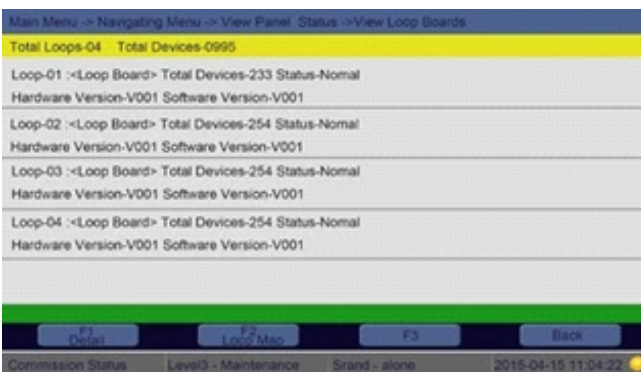 Main Menu -> Navigating Menu -> View Panel Status ->View Loop Boards
Total Loops-04 Total Devices-0995
Loop-01 :<Loop Board> Total Devices-233 Status-Nomal
Hardware Version-V001 Software Version-V001
Loop-02 :<Loop Board> Total Devices-254 Status-Nomal
Hardware Version-V001 Software Version-V001
Loop-03 :<Loop Board> Total Devices-254 Status-Nomal
Hardware Version-V001 Software Version-V001
Loop-04 :<Loop Board> Total Devices-254 Status-Nomal
Hardware Version-V001 Software Version-V001
F1 F2 F3 Back
Detail Loop Map
Commission Status Level3 - Maintenance Srand - alone 2015-04-15 11:04:22